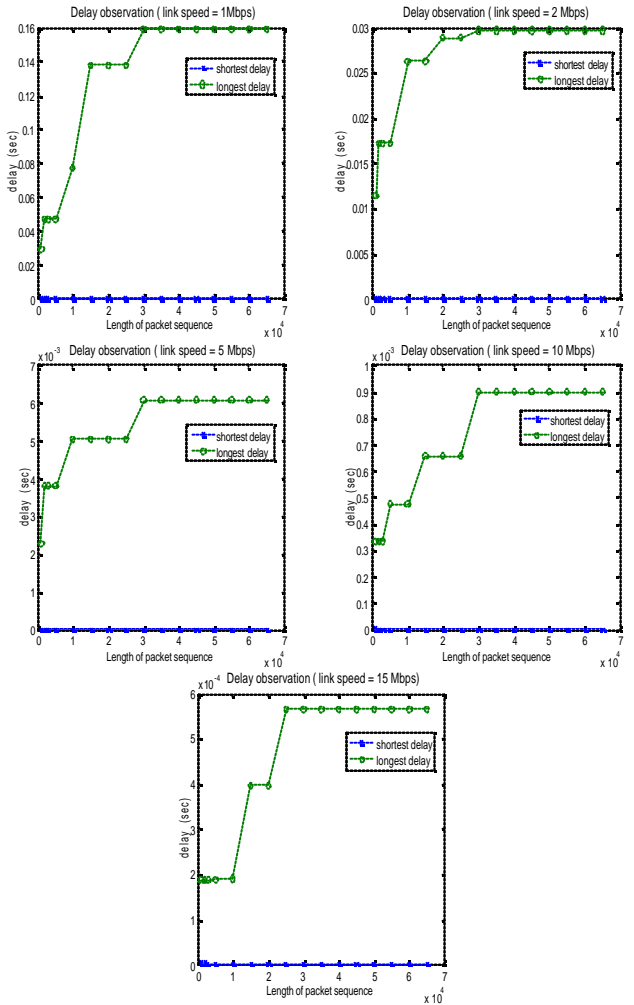 Delay observation ( link speed = 1Mbps)
0.16
0.14
0.12
0.1
0.08
0.06
0.04
0.02
0
delay (sec)
shortest delay
longest delay
0 1 2 3 4 5 6 7
Length of packet sequence
x 10^4
Delay observation ( link speed = 2 Mbps)
0.03
0.025
0.02
0.015
0.01
0.005
0
delay (sec)
shortest delay
longest delay
0 1 2 3 4 5 6 7
Length of packet sequence
x 10^4
x 10^-3
Delay observation ( link speed = 5 Mbps)
7
6
5
4
3
2
1
0
delay (sec)
shortest delay
longest delay
0 1 2 3 4 5 6 7
Length of packet sequence
x 10^4
x 10^-3
Delay observation ( link speed = 10 Mbps)
1
0.9
0.8
0.7
0.6
0.5
0.4
0.3
0.2
0.1
0
delay (sec)
shortest delay
longest delay
0 1 2 3 4 5 6 7
Length of packet sequence
x 10^4
x 10^-4
Delay observation ( link speed = 15 Mbps)
6
5
4
3
2
1
0
delay (sec)
shortest delay
longest delay
0 1 2 3 4 5 6 7
Length of packet sequence
x 10^4